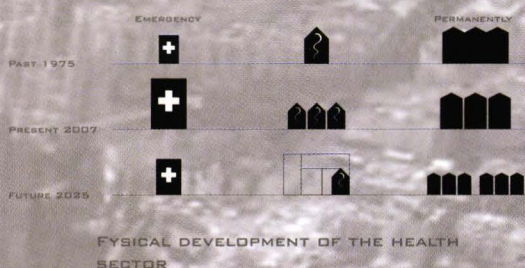 EMERGENCY PERMANENTLY
PAST 1975
PRESENT 2007
FUTURE 2025
FYSICAL DEVELOPMENT OF THE HEALTH
SECTOR